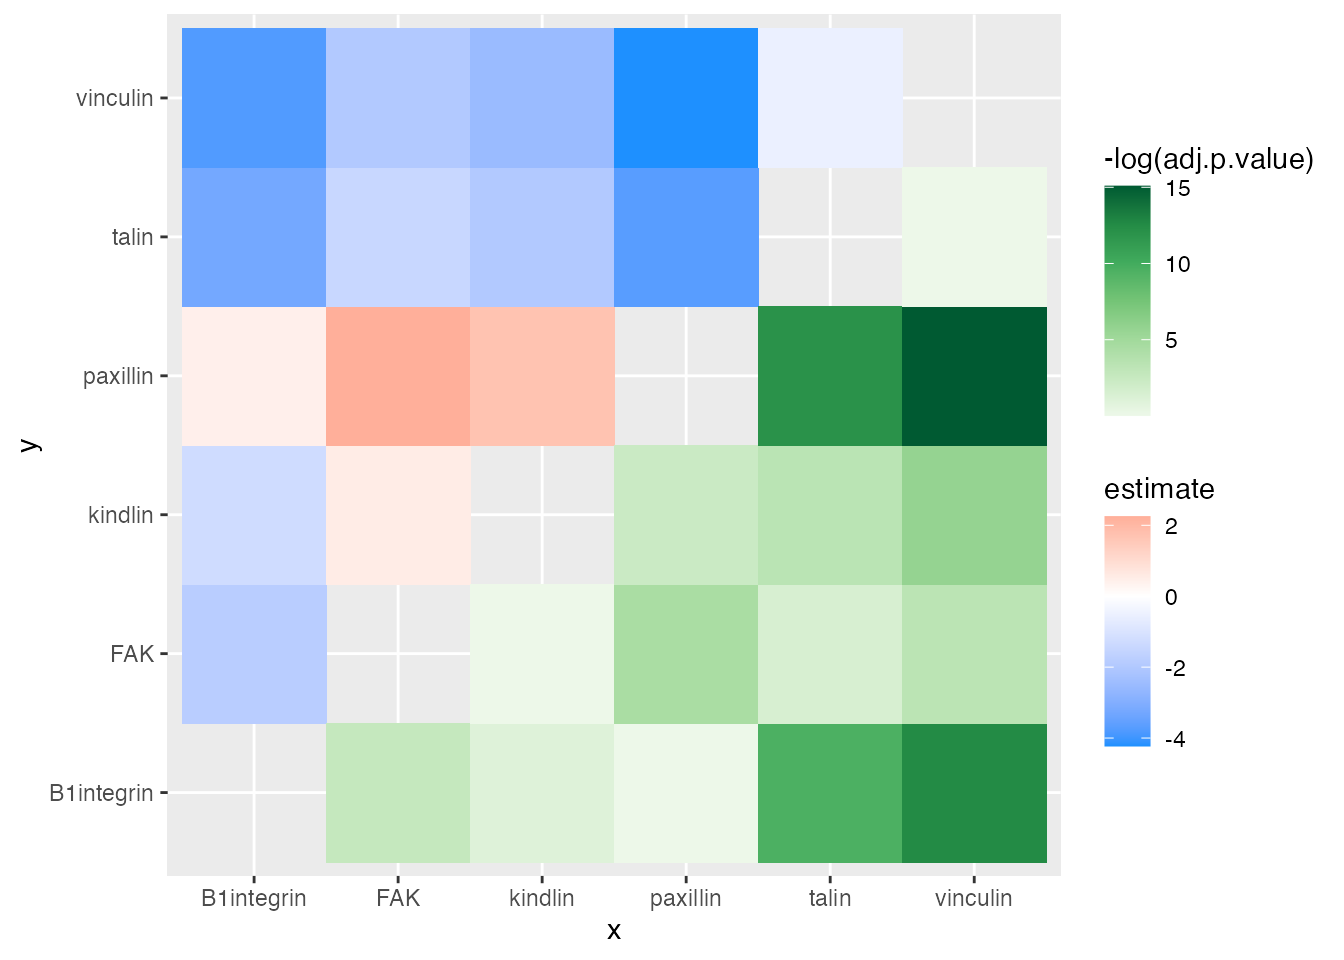 vinculin
talin
paxillin
kindlin
FAK
B1integrin
y
B1integrin FAK kindlin paxillin talin vinculin
x
-log(adj.p.value)
15
10
5
estimate
2
0
-2
-4